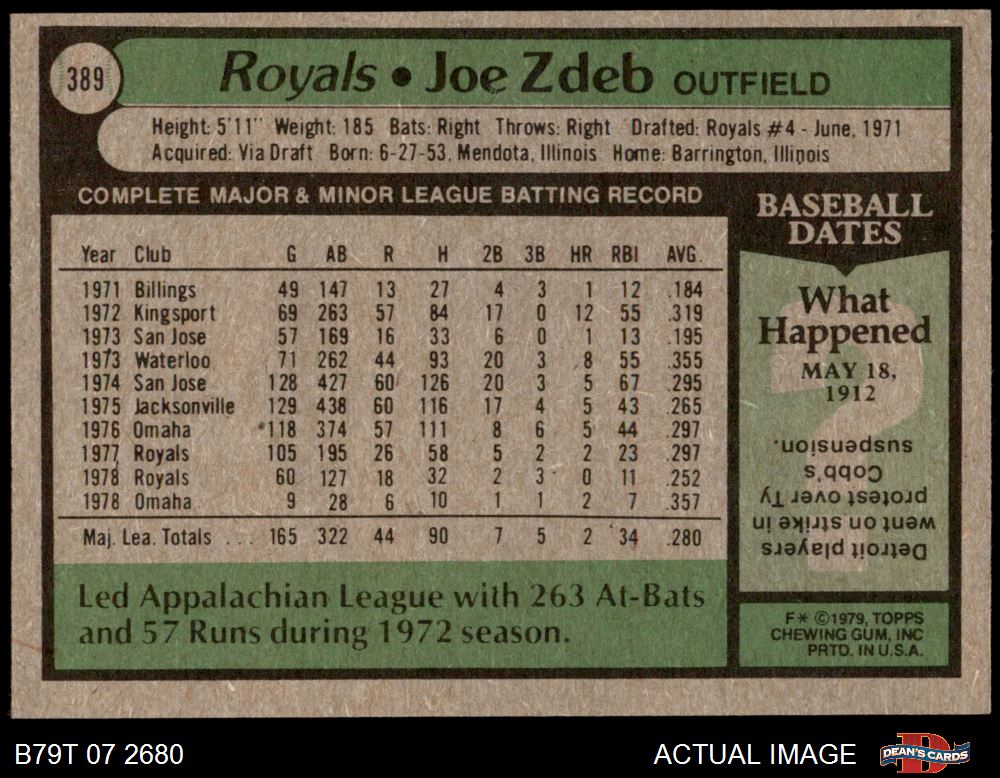 389
Royals • Joe Zdeb OUTFIELD
Height: 5'11" Weight: 185 Bats: Right Throws: Right Drafted: Royals #4 - June, 1971
Acquired: Via Draft Born: 6-27-53, Mendota, Illinois Home: Barrington, Illinois
COMPLETE MAJOR & MINOR LEAGUE BATTING RECORD
Year Club G AB R H 2B 3B HR RBI AVG.
1971 Billings 49 147 13 27 4 3 1 12 .184
1972 Kingsport 69 263 57 84 17 0 12 55 .319
1973 San Jose 57 169 16 33 6 0 1 13 .195
1973 Waterloo 71 262 44 93 20 3 8 55 .355
1974 San Jose 128 427 60 126 20 3 5 67 .295
1975 Jacksonville 129 438 60 116 17 4 5 43 .265
1976 Omaha *118 374 57 111 8 6 5 44 .297
1977 Royals 105 195 26 58 5 2 2 23 .297
1978 Royals 60 127 18 32 2 3 0 11 .252
1978 Omaha 9 28 6 10 1 1 2 7 .357
Maj. Lea. Totals ... 165 322 44 90 7 5 2 34 .280
Led Appalachian League with 263 At-Bats
and 57 Runs during 1972 season.
BASEBALL
DATES
What
Happened
MAY 18,
1912
Detroit players
went on strike in
protest over Ty
Cobb's
suspension.
F* ©1979, TOPPS
CHEWING GUM, INC
PRTD. IN U.S.A.
B79T 07 2680
ACTUAL IMAGE
DEAN'S CARDS